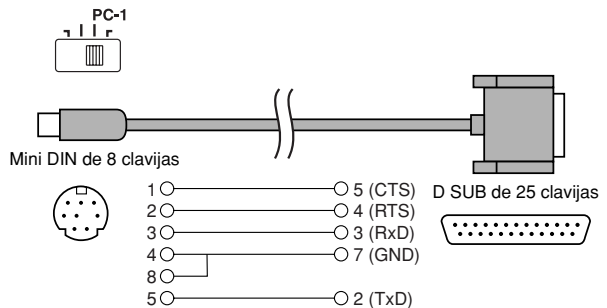 PC-1
Mini DIN de 8 clavijas
D SUB de 25 clavijas
1 5 (CTS)
2 4 (RTS)
3 3 (RxD)
4 7 (GND)
8
5 2 (TxD)